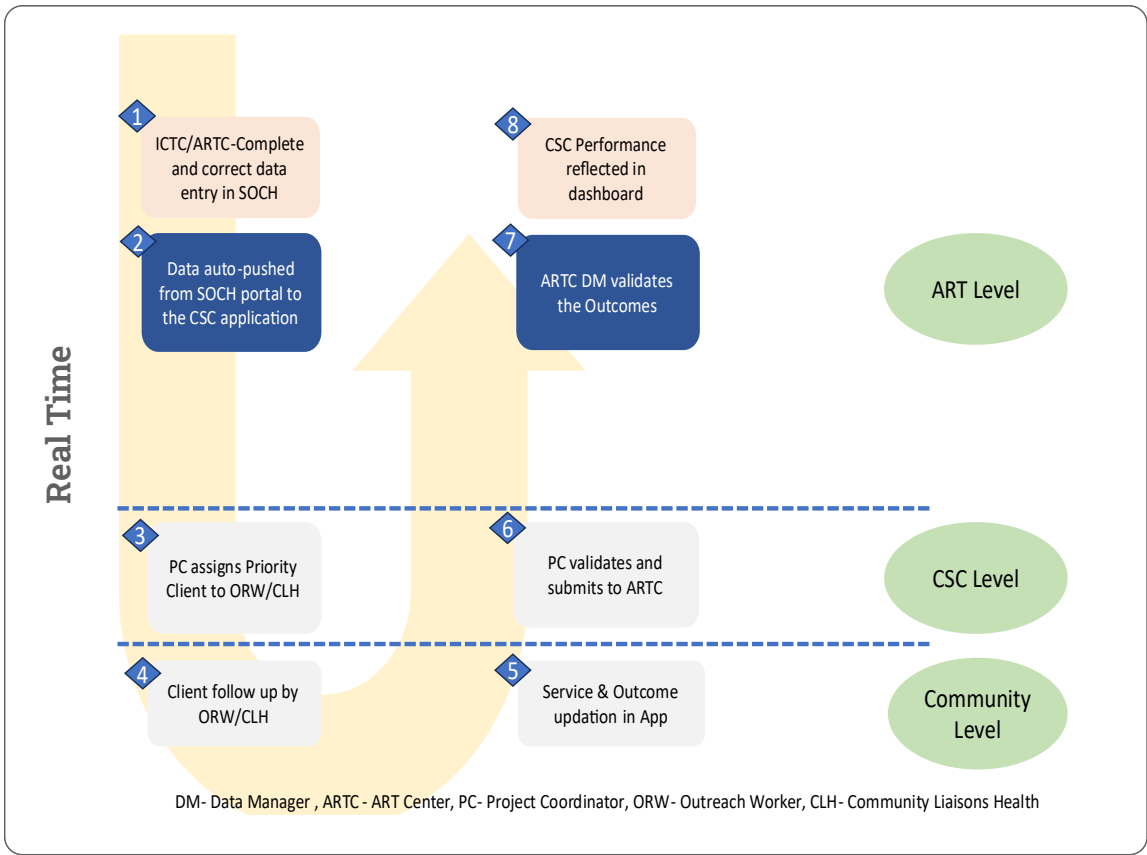 Real Time
1
ICTC/ARTC-Complete
and correct data
entry in SOCH
2
Data auto-pushed
from SOCH portal to
the CSC application
3
PC assigns Priority
Client to ORW/CLH
4
Client follow up by
ORW/CLH
5
Service & Outcome
updation in App
6
PC validates and
submits to ARTC
7
ARTC DM validates
the Outcomes
8
CSC Performance
reflected in
dashboard
ART Level
CSC Level
Community
Level
DM- Data Manager , ARTC - ART Center, PC- Project Coordinator, ORW- Outreach Worker, CLH- Community Liaisons Health